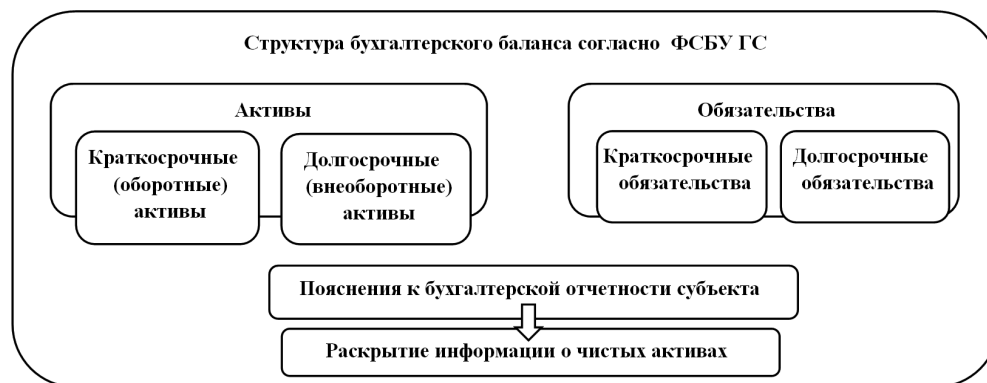 Структура бухгалтерского баланса согласно ФСБУ ГС
Активы
Краткосрочные
(оборотные)
активы
Долгосрочные
(внеоборотные)
активы
Обязательства
Краткосрочные
обязательства
Долгосрочные
обязательства
Пояснения к бухгалтерской отчетности субъекта
Раскрытие информации о чистых активах